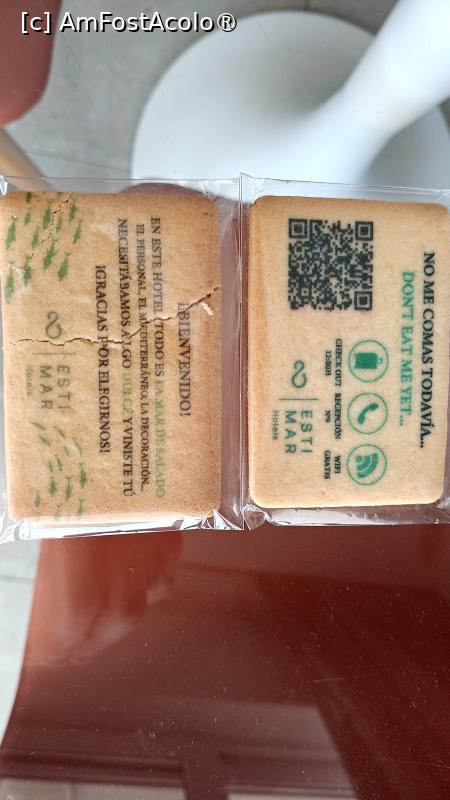 [c] AmFostAcolo®
¡BIENVENIDO!
EN ESTE HOTEL TODO ES LA MAR DE SALADO
EL PERSONAL, EL MEDITERRÁNEO, LA DECORACIÓN...
NECESITÁBAMOS ALGO DULCE Y VINISTE TÚ
¡GRACIAS POR ELEGIRNOS!
ESTI
MAR
Hotels
NO ME COMAS TODAVÍA...
DON'T EAT ME YET...
CHECK OUT
12:00H
RECEPCIÓN
Nº9
WIFI
GRATIS
ESTI
MAR
Hotels